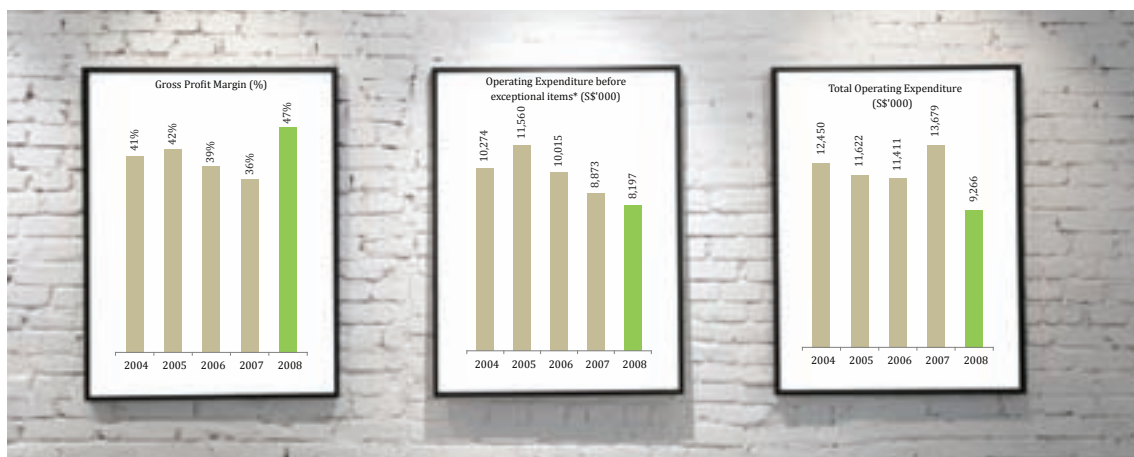 Gross Profit Margin (%)
41%
42%
39%
36%
47%
2004 2005 2006 2007 2008
Operating Expenditure before
exceptional items* (S$'000)
10,274
11,560
10,015
8,873
8,197
2004 2005 2006 2007 2008
Total Operating Expenditure
(S$'000)
12,450
11,622
11,411
13,679
9,266
2004 2005 2006 2007 2008